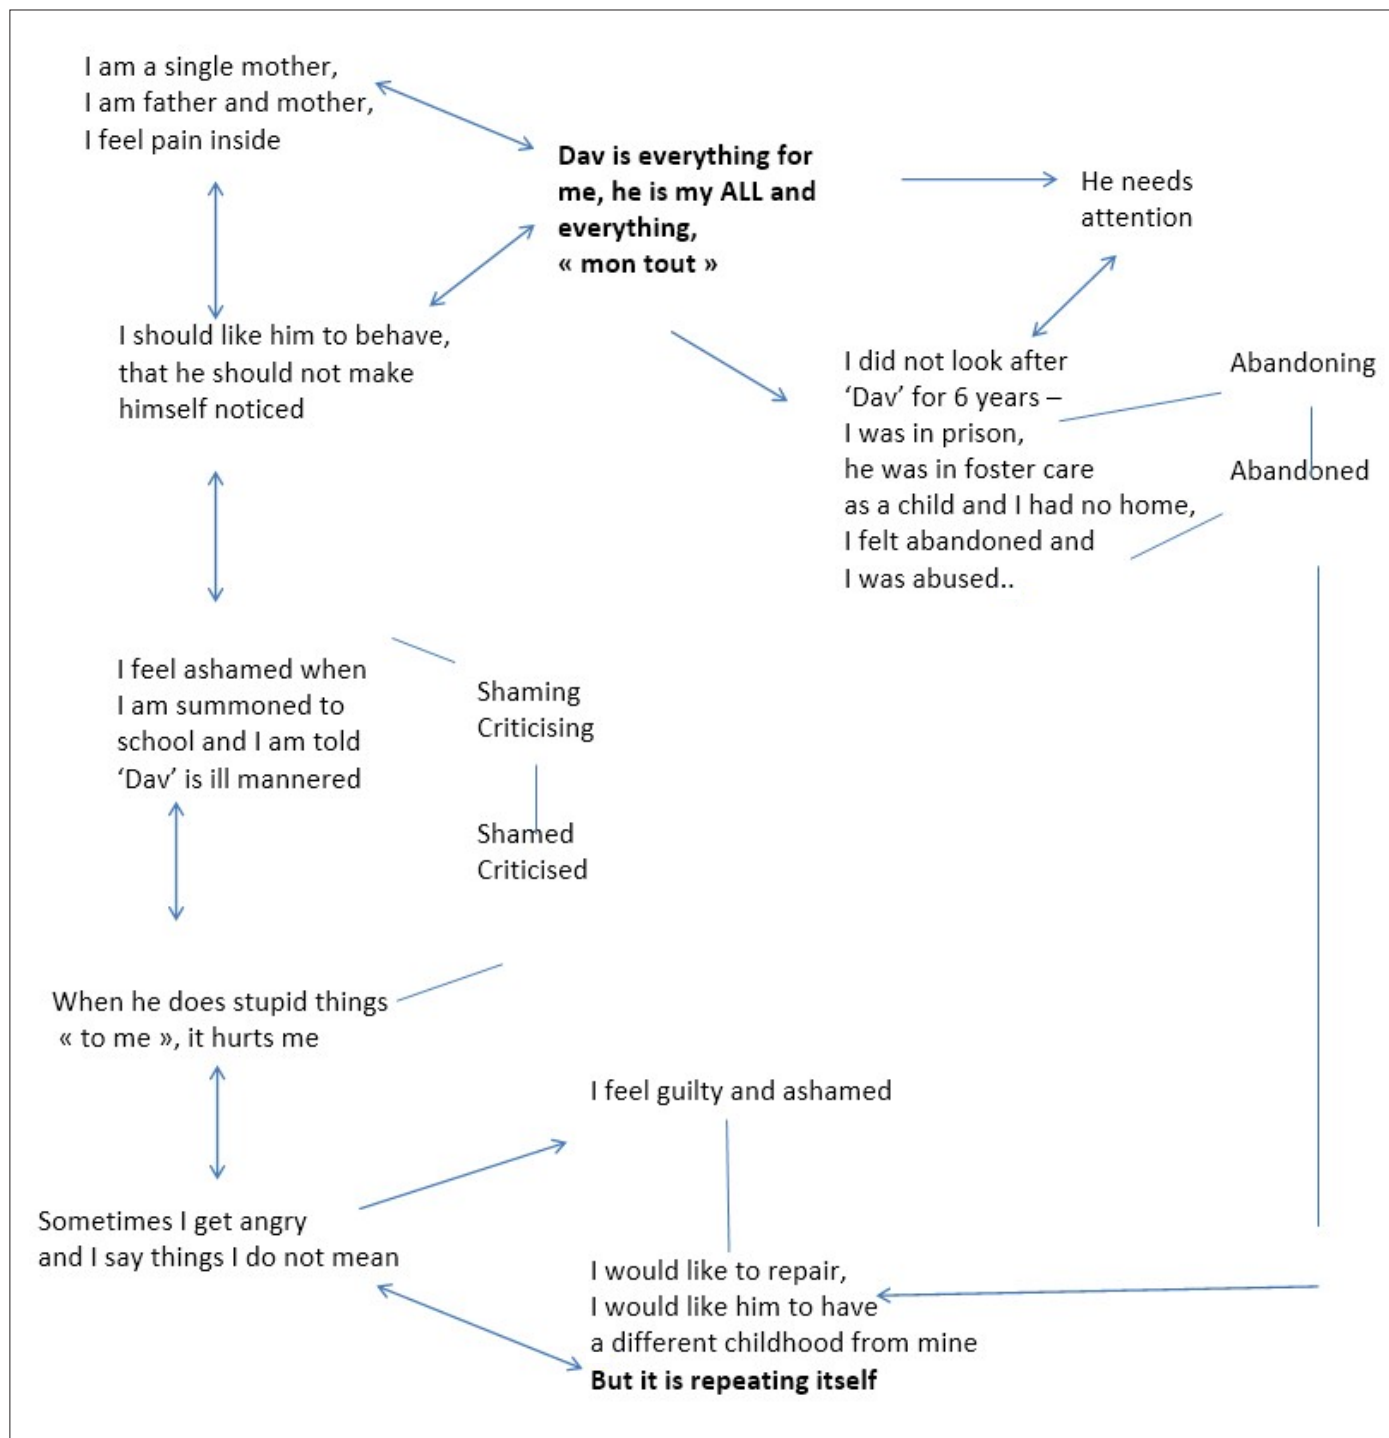 I am a single mother,
I am father and mother,
I feel pain inside
Dav is everything for
me, he is my ALL and
everything,
« mon tout »
He needs
attention
I should like him to behave,
that he should not make
himself noticed
I did not look after
‘Dav’ for 6 years –
I was in prison,
he was in foster care
as a child and I had no home,
I felt abandoned and
I was abused..
Abandoning
Abandoned
I feel ashamed when
I am summoned to
school and I am told
‘Dav’ is ill mannered
Shaming
Criticising
Shamed
Criticised
When he does stupid things
« to me », it hurts me
I feel guilty and ashamed
Sometimes I get angry
and I say things I do not mean
I would like to repair,
I would like him to have
a different childhood from mine
But it is repeating itself